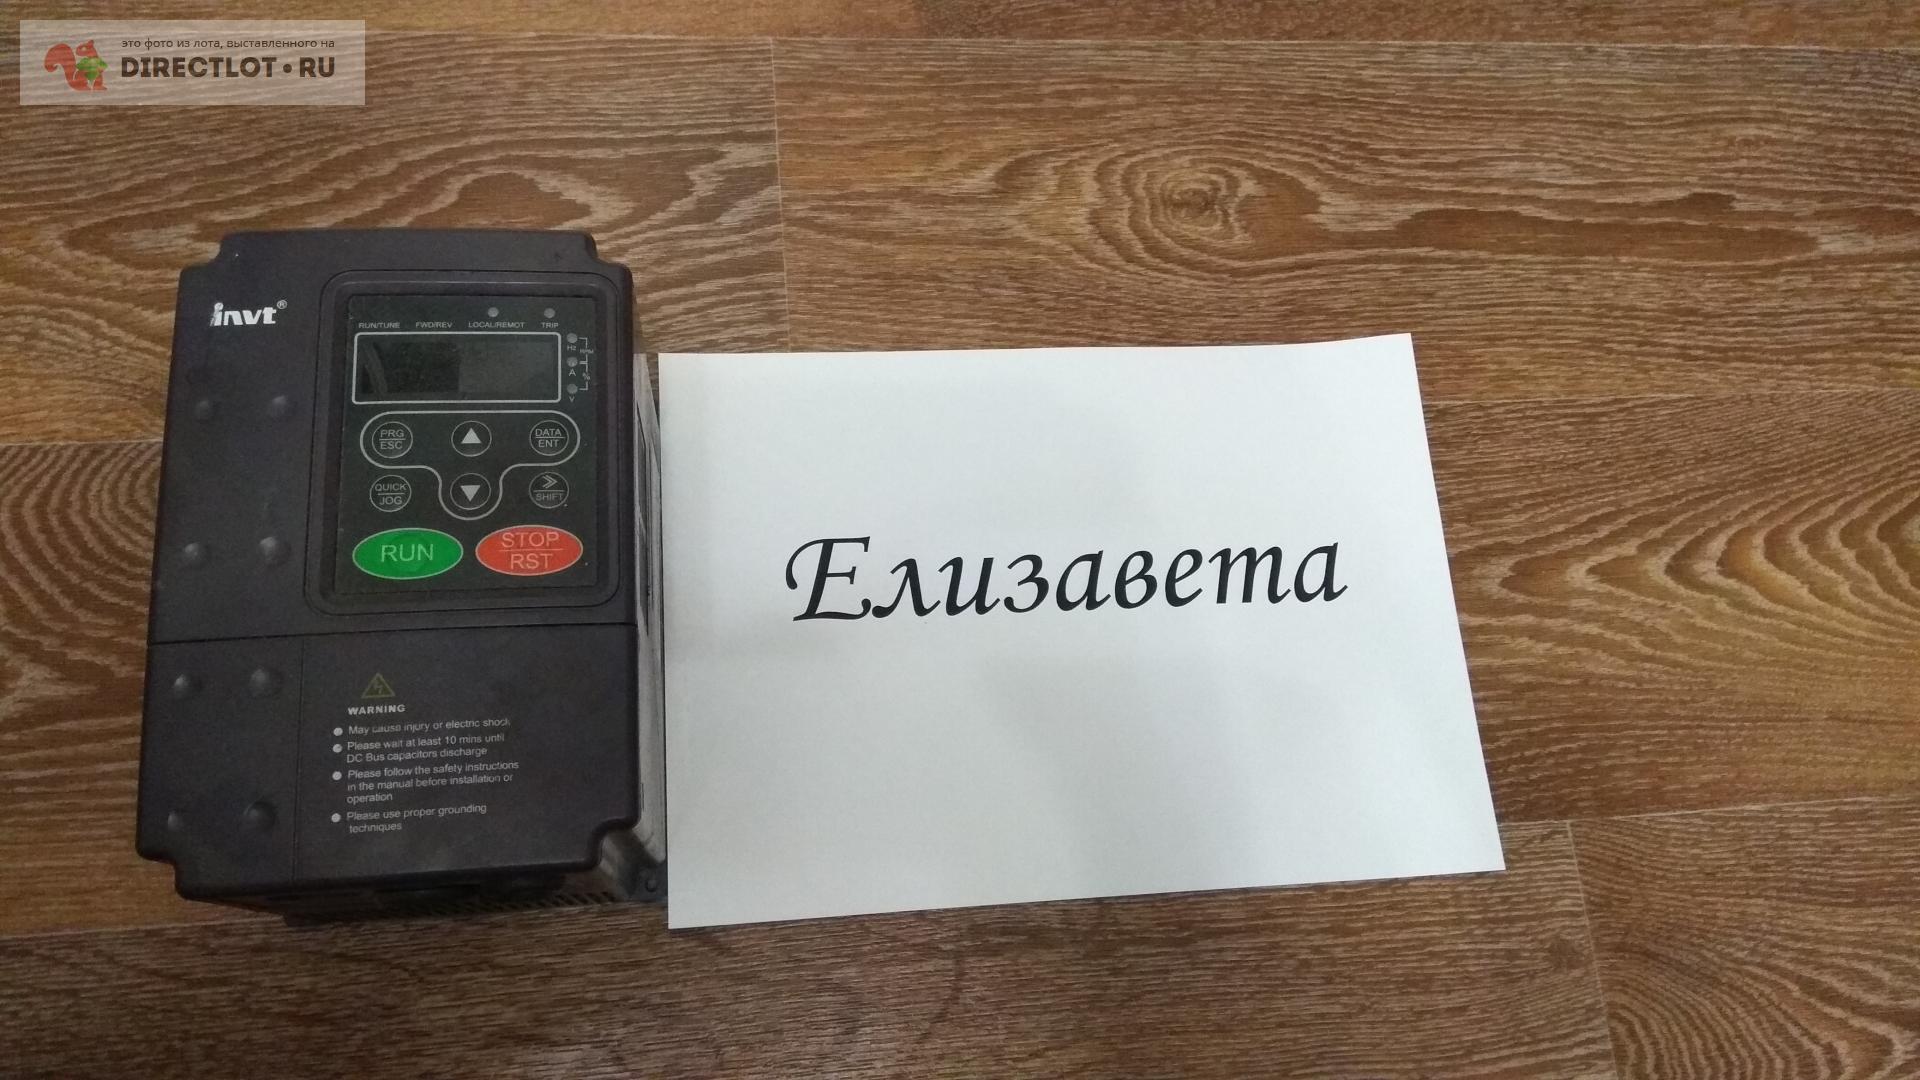 это фото из лота, выставленного на
DIRECTLOT•RU
invt®
RUN/TUNE FWD/REV LOCAL/REMOT TRIP
Hz
RPM
A
%
V
PRG
ESC
DATA
ENT
QUICK
JOG
SHIFT
RUN
STOP
RST
WARNING
May cause injury or electric shock
Please wait at least 10 mins until
DC Bus capacitors discharge
Please follow the safety instructions
in the manual before installation or
operation
Please use proper grounding
techniques
Елизавета